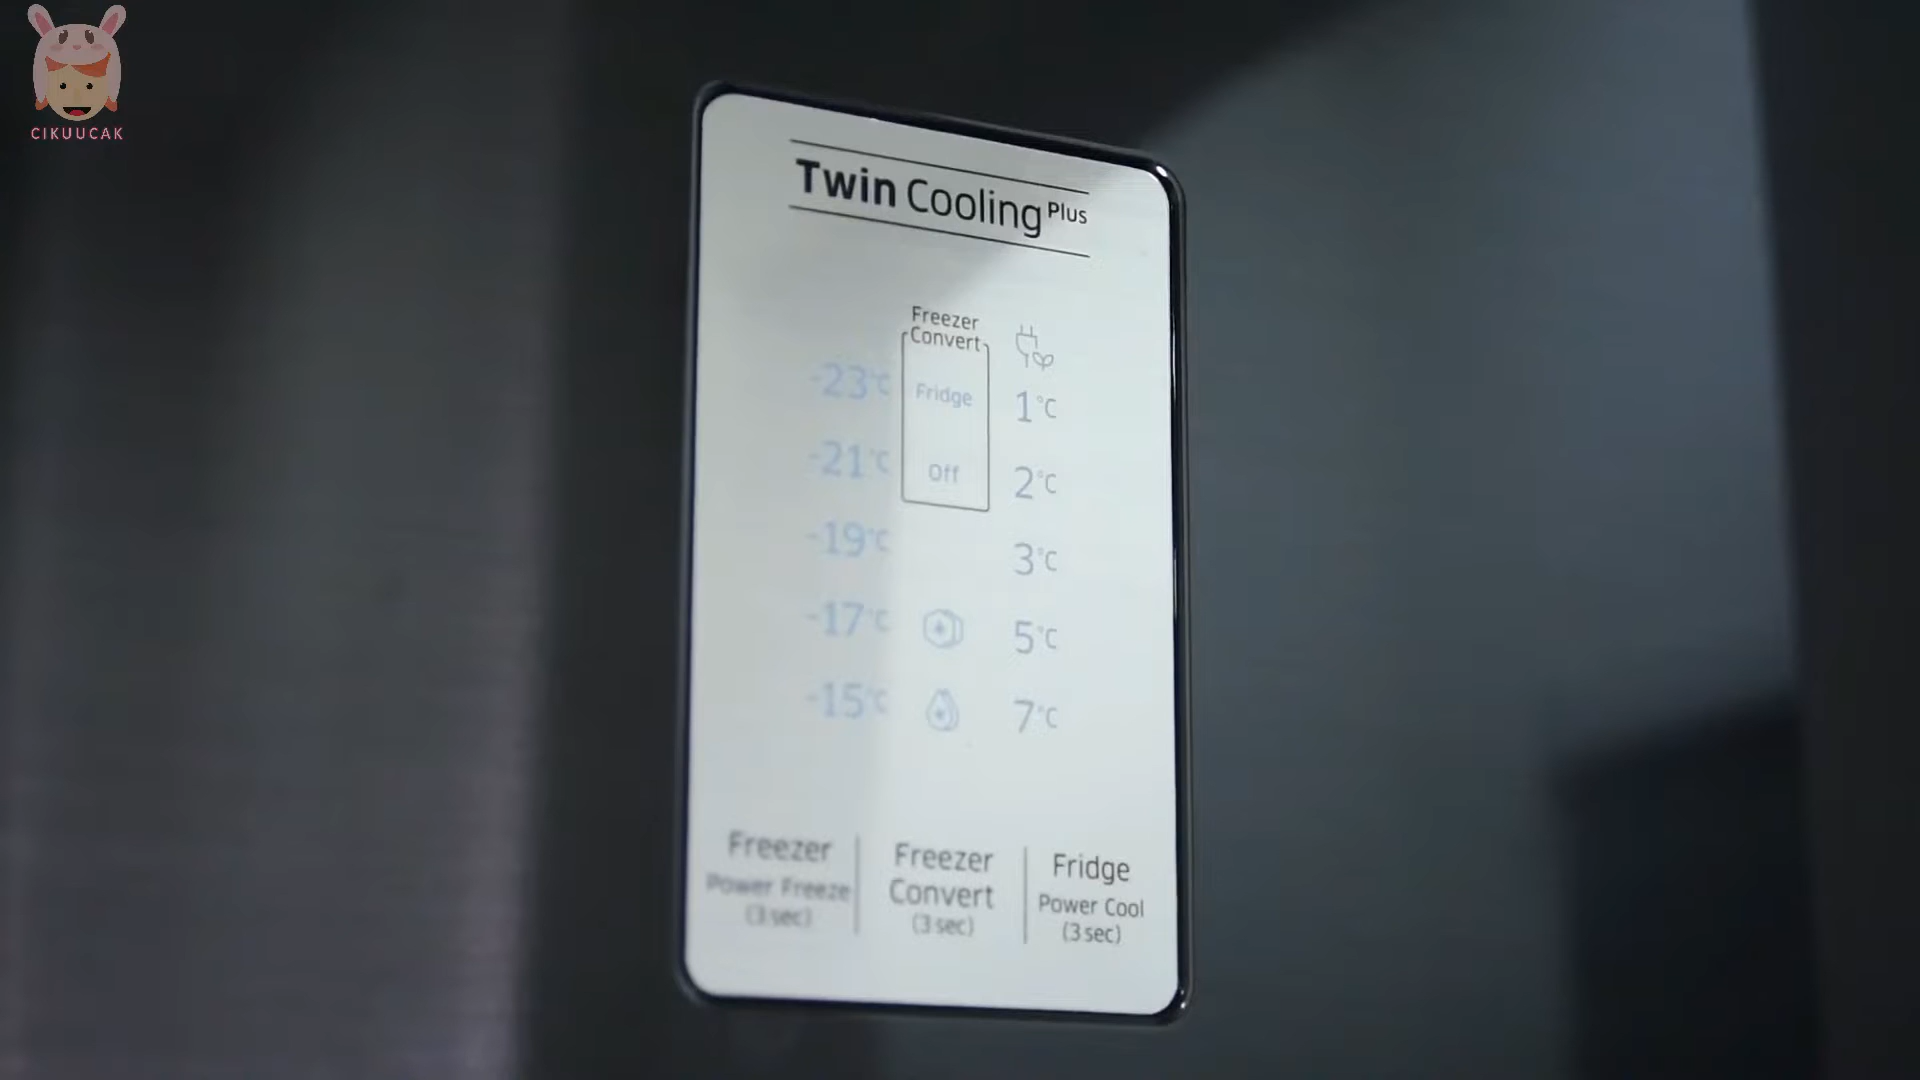 CIKUUCAK
Twin Cooling Plus
Freezer
Convert
-23°C Fridge 1°C
-21°C Off 2°C
-19°C 3°C
-17°C 5°C
-15°C 7°C
Freezer
Power Freeze
(3 sec)
Freezer
Convert
(3 sec)
Fridge
Power Cool
(3 sec)